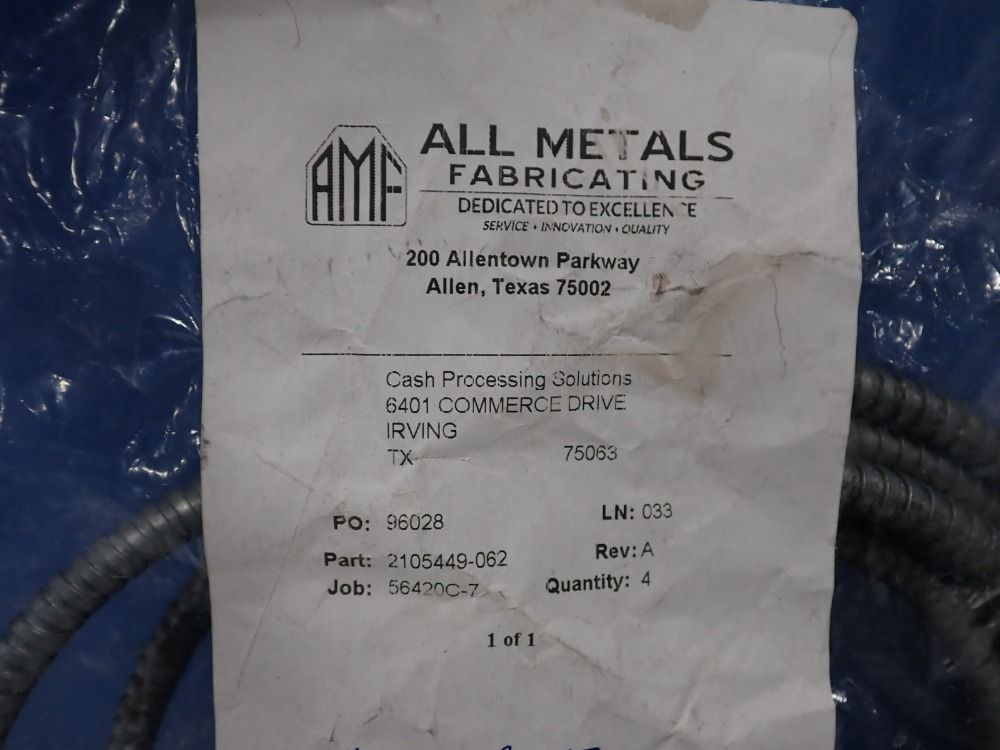 AMF
ALL METALS
FABRICATING
DEDICATED TO EXCELLENCE
SERVICE • INNOVATION • QUALITY
200 Allentown Parkway
Allen, Texas 75002
Cash Processing Solutions
6401 COMMERCE DRIVE
IRVING
TX 75063
PO: 96028 LN: 033
Part: 2105449-062 Rev: A
Job: 56420C-7 Quantity: 4
1 of 1